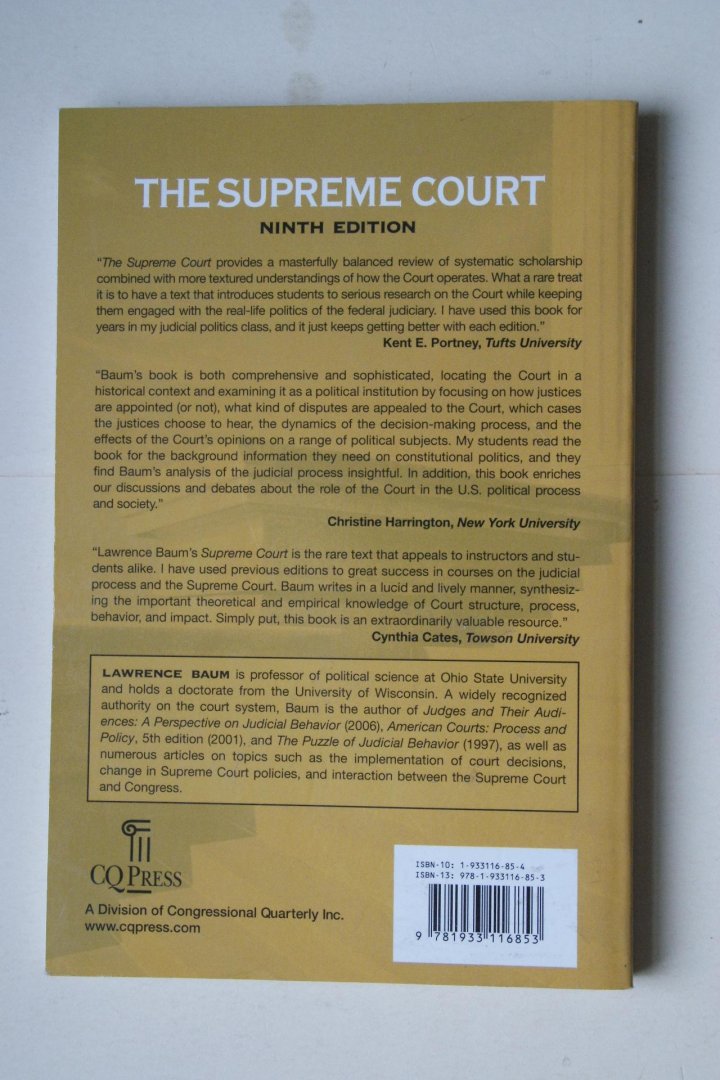 THE SUPREME COURT
NINTH EDITION
“The Supreme Court provides a masterfully balanced review of systematic scholarship
combined with more textured understandings of how the Court operates. What a rare treat
it is to have a text that introduces students to serious research on the Court while keeping
them engaged with the real-life politics of the federal judiciary. I have used this book for
years in my judicial politics class, and it just keeps getting better with each edition.”
Kent E. Portney, Tufts University
“Baum’s book is both comprehensive and sophisticated, locating the Court in a
historical context and examining it as a political institution by focusing on how justices
are appointed (or not), what kind of disputes are appealed to the Court, which cases
the justices choose to hear, the dynamics of the decision-making process, and the
effects of the Court’s opinions on a range of political subjects. My students read the
book for the background information they need on constitutional politics, and they
find Baum’s analysis of the judicial process insightful. In addition, this book enriches
our discussions and debates about the role of the Court in the U.S. political process
and society.”
Christine Harrington, New York University
“Lawrence Baum’s Supreme Court is the rare text that appeals to instructors and stu-
dents alike. I have used previous editions to great success in courses on the judicial
process and the Supreme Court. Baum writes in a lucid and lively manner, synthesiz-
ing the important theoretical and empirical knowledge of Court structure, process,
behavior, and impact. Simply put, this book is an extraordinarily valuable resource.”
Cynthia Cates, Towson University
LAWRENCE BAUM is professor of political science at Ohio State University
and holds a doctorate from the University of Wisconsin. A widely recognized
authority on the court system, Baum is the author of Judges and Their Audi-
ences: A Perspective on Judicial Behavior (2006), American Courts: Process and
Policy, 5th edition (2001), and The Puzzle of Judicial Behavior (1997), as well as
numerous articles on topics such as the implementation of court decisions,
change in Supreme Court policies, and interaction between the Supreme Court
and Congress.
CQ PRESS
A Division of Congressional Quarterly Inc.
www.cqpress.com
ISBN-10: 1-933116-85-4
ISBN-13: 978-1-933116-85-3
9 781933 116853